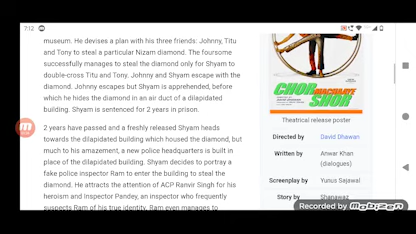 7:12
museum. He devises a plan with his three friends: Johnny, Titu
and Tony to steal a particular Nizam diamond. The foursome
successfully manages to steal the diamond only for Shyam to
double-cross Titu and Tony. Johnny and Shyam escape with the
diamond. Johnny escapes but Shyam is apprehended, before
which he hides the diamond in an air duct of a dilapidated
building. Shyam is sentenced for 2 years in prison.
2 years have passed and a freshly released Shyam heads
towards the dilapidated building which housed the diamond, but
much to his amazement, a new police headquarters is built in
place of the dilapidated building. Shyam decides to portray a
fake police inspector Ram to enter the building to steal the
diamond. He attracts the attention of ACP Ranvir Singh for his
heroism and Inspector Pandey, an inspector who frequently
suspects Ram of his true identity. Ram even manages to
CHOR
MACHAAYE
SHOR
Theatrical release poster
Directed by David Dhawan
Written by Anwar Khan
(dialogues)
Screenplay by Yunus Sajawal
Story by Shanawaz
Recorded by Mobizen